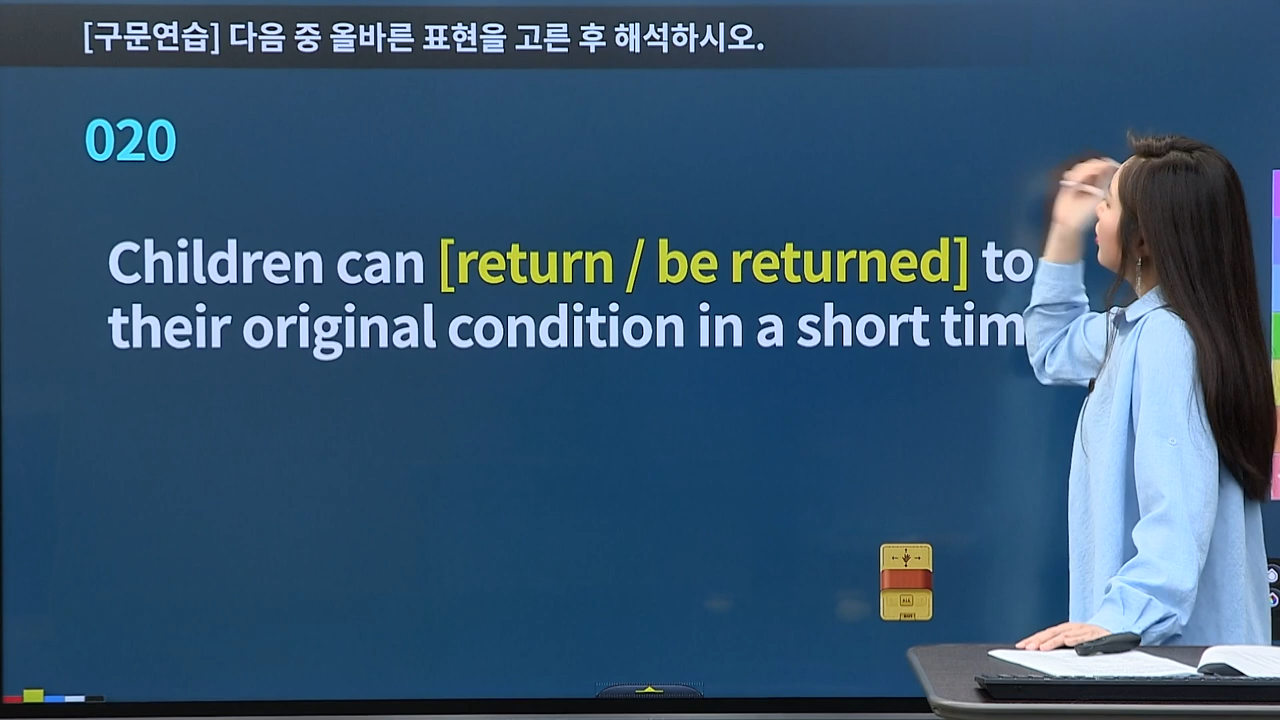 [구문연습] 다음 중 올바른 표현을 고른 후 해석하시오.
020
Children can [return / be returned] to
their original condition in a short tim